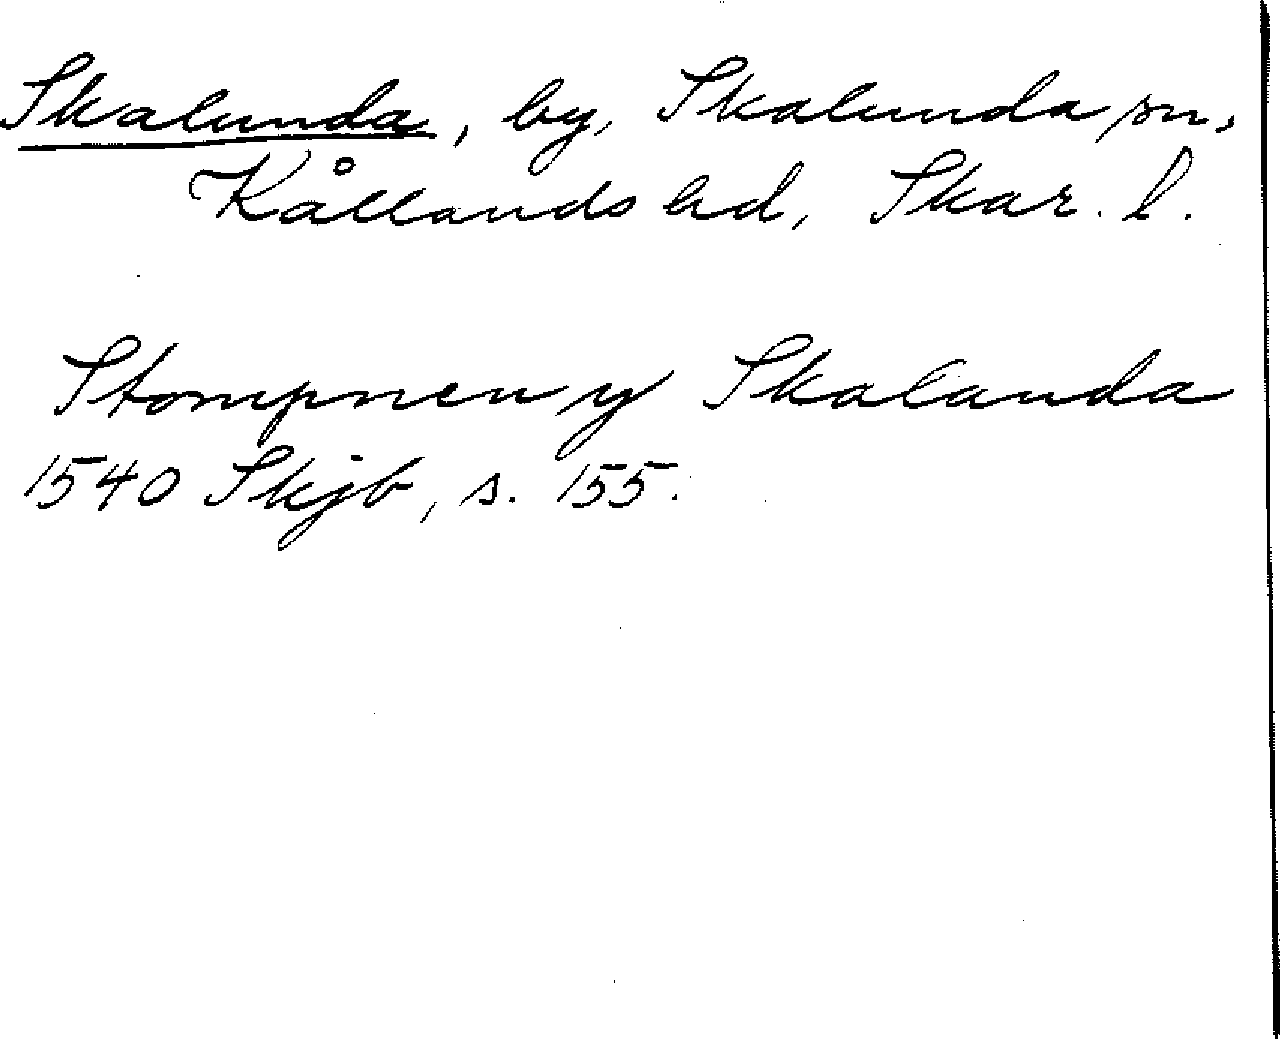 Skalunda, by, Skalunda sn,
Kållands hd, Skar. l.
Stompnen y Skalanda
1540 Skjb, s. 155.